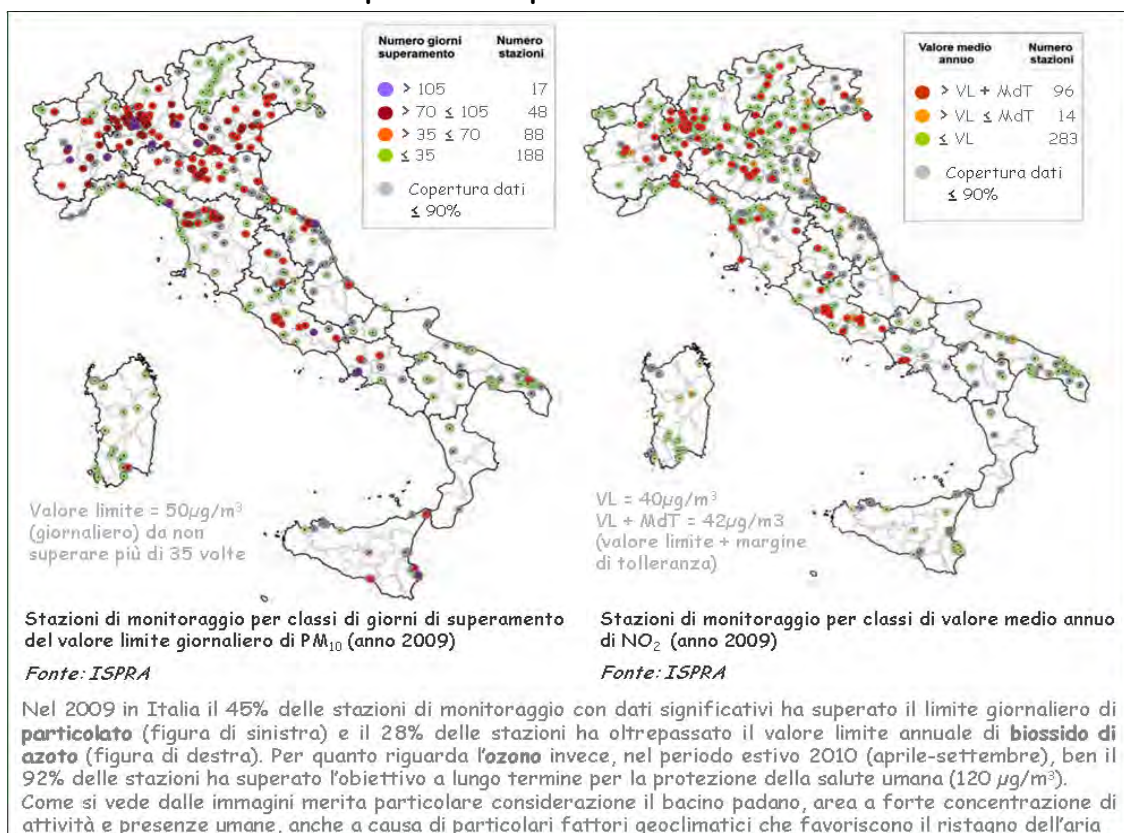 Numero giorni superamento Numero stazioni
> 105 17
> 70 ≤ 105 48
> 35 ≤ 70 88
≤ 35 188
Copertura dati
≤ 90%
Valore limite = 50µg/m³
(giornaliero) da non
superare più di 35 volte
Stazioni di monitoraggio per classi di giorni di superamento
del valore limite giornaliero di PM₁₀ (anno 2009)
Fonte: ISPRA
Valore medio annuo Numero stazioni
> VL + MdT 96
> VL ≤ MdT 14
≤ VL 283
Copertura dati
≤ 90%
VL = 40µg/m³
VL + MdT = 42µg/m3
(valore limite + margine
di tolleranza)
Stazioni di monitoraggio per classi di valore medio annuo
di NO₂ (anno 2009)
Fonte: ISPRA
Nel 2009 in Italia il 45% delle stazioni di monitoraggio con dati significativi ha superato il limite giornaliero di
particolato (figura di sinistra) e il 28% delle stazioni ha oltrepassato il valore limite annuale di biossido di
azoto (figura di destra). Per quanto riguarda l'ozono invece, nel periodo estivo 2010 (aprile-settembre), ben il
92% delle stazioni ha superato l'obiettivo a lungo termine per la protezione della salute umana (120 µg/m³).
Come si vede dalle immagini merita particolare considerazione il bacino padano, area a forte concentrazione di
attività e presenze umane, anche a causa di particolari fattori geoclimatici che favoriscono il ristagno dell'aria